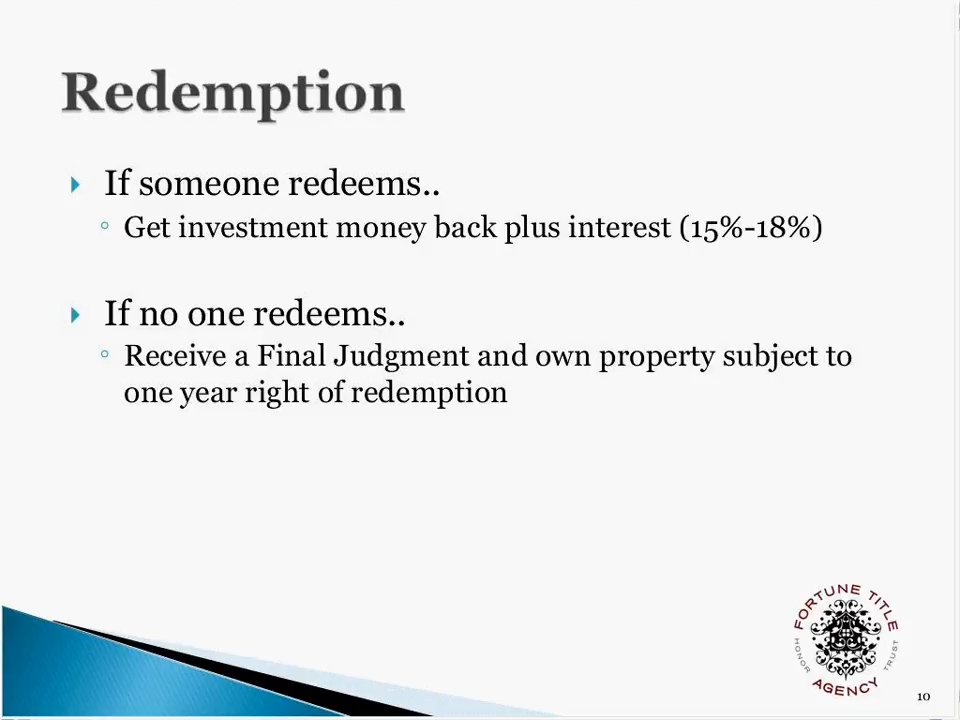 Redemption
If someone redeems..
Get investment money back plus interest (15%-18%)
If no one redeems..
Receive a Final Judgment and own property subject to
one year right of redemption
FORTUNE TITLE
HONOR
TRUST
AGENCY
10